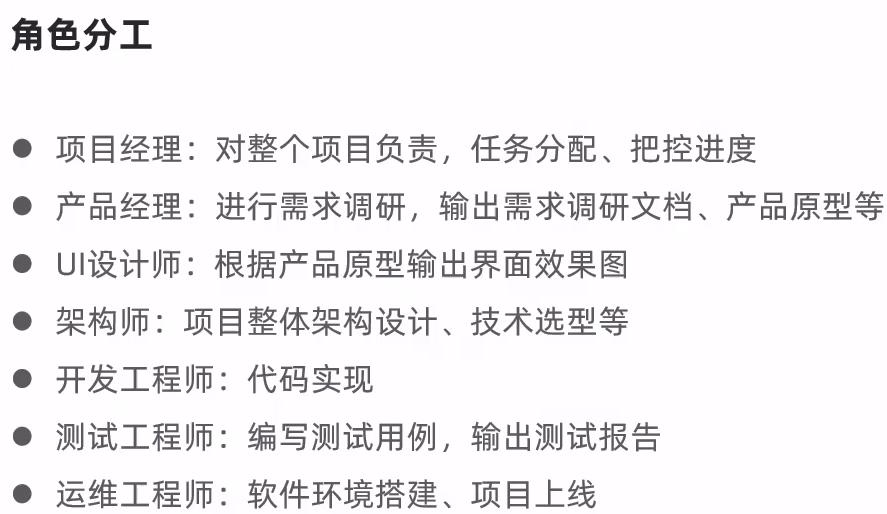 角色分工
● 项目经理：对整个项目负责，任务分配、把控进度
● 产品经理：进行需求调研，输出需求调研文档、产品原型等
● UI设计师：根据产品原型输出界面效果图
● 架构师：项目整体架构设计、技术选型等
● 开发工程师：代码实现
● 测试工程师：编写测试用例，输出测试报告
● 运维工程师：软件环境搭建、项目上线